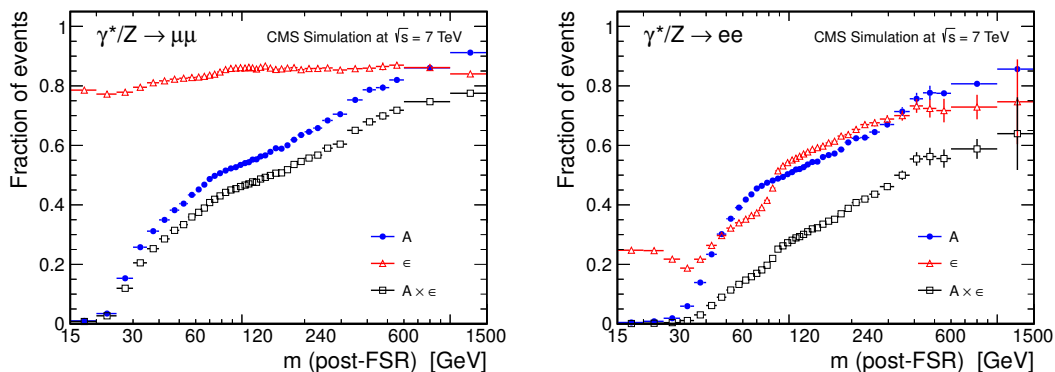 γ*/Z → μμ
CMS Simulation at √s = 7 TeV
Fraction of events
1
0.8
0.6
0.4
0.2
0
A
ϵ
A × ϵ
15 30 60 120 240 600 1500
m (post-FSR) [GeV]
γ*/Z → ee
CMS Simulation at √s = 7 TeV
Fraction of events
1
0.8
0.6
0.4
0.2
0
A
ϵ
A × ϵ
15 30 60 120 240 600 1500
m (post-FSR) [GeV]